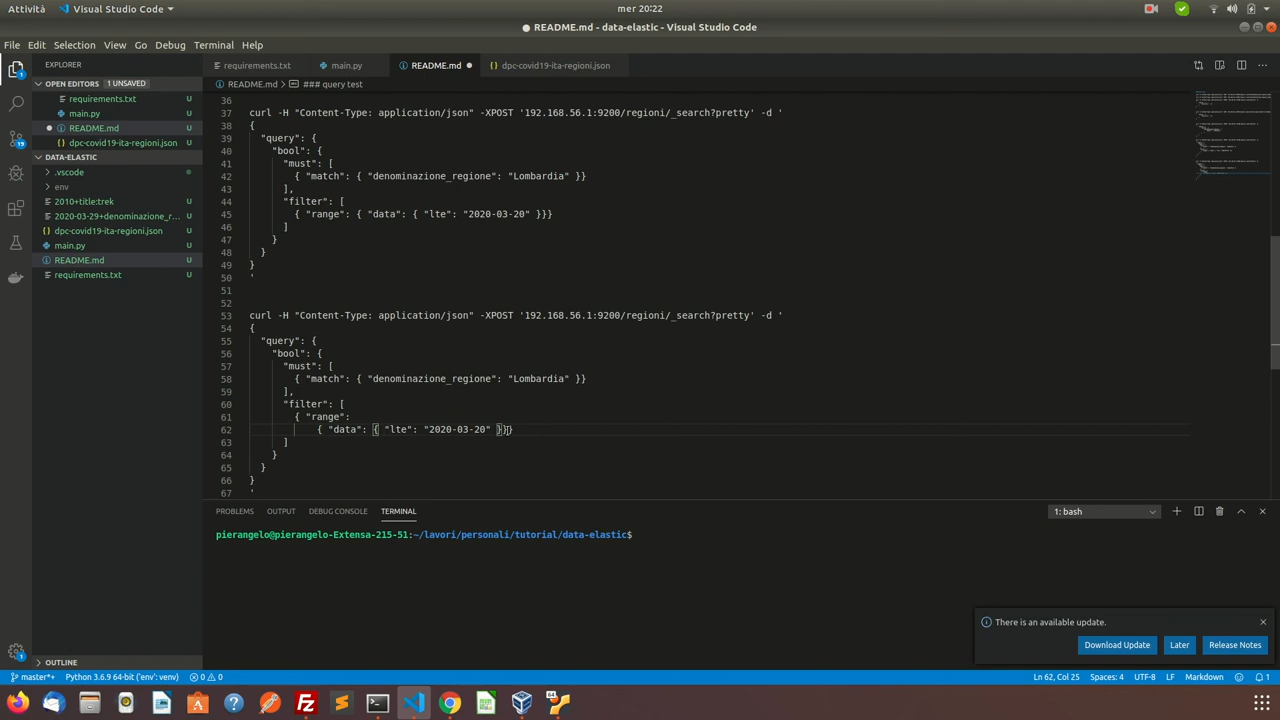 Attività
Visual Studio Code
mer 20:22
README.md - data-elastic - Visual Studio Code
File Edit Selection View Go Debug Terminal Help
EXPLORER
OPEN EDITORS 1 UNSAVED
requirements.txt U
main.py U
README.md U
dpc-covid19-ita-regioni.json U
DATA-ELASTIC
.vscode
env
2010+title:trek U
2020-03-29+denominazione_r... U
dpc-covid19-ita-regioni.json U
main.py U
README.md U
requirements.txt U
OUTLINE
requirements.txt main.py README.md dpc-covid19-ita-regioni.json
README.md > ### query test
36
37 curl -H "Content-Type: application/json" -XPOST '192.168.56.1:9200/regioni/_search?pretty' -d '
38 {
39 "query": {
40 "bool": {
41 "must": [
42 { "match": { "denominazione_regione": "Lombardia" }}
43 ],
44 "filter": [
45 { "range": { "data": { "lte": "2020-03-20" }}}
46 ]
47 }
48 }
49 }
50 '
51
52
53 curl -H "Content-Type: application/json" -XPOST '192.168.56.1:9200/regioni/_search?pretty' -d '
54 {
55 "query": {
56 "bool": {
57 "must": [
58 { "match": { "denominazione_regione": "Lombardia" }}
59 ],
60 "filter": [
61 { "range":
62 { "data": { "lte": "2020-03-20" }}}
63 ]
64 }
65 }
66 }
67 '
PROBLEMS OUTPUT DEBUG CONSOLE TERMINAL
1: bash
pierangelo@pierangelo-Extensa-215-51:~/lavori/personali/tutorial/data-elastic$
There is an available update.
Download Update Later Release Notes
master*+ Python 3.6.9 64-bit ('env': venv) 0 0
Ln 62, Col 25 Spaces: 4 UTF-8 LF Markdown 1